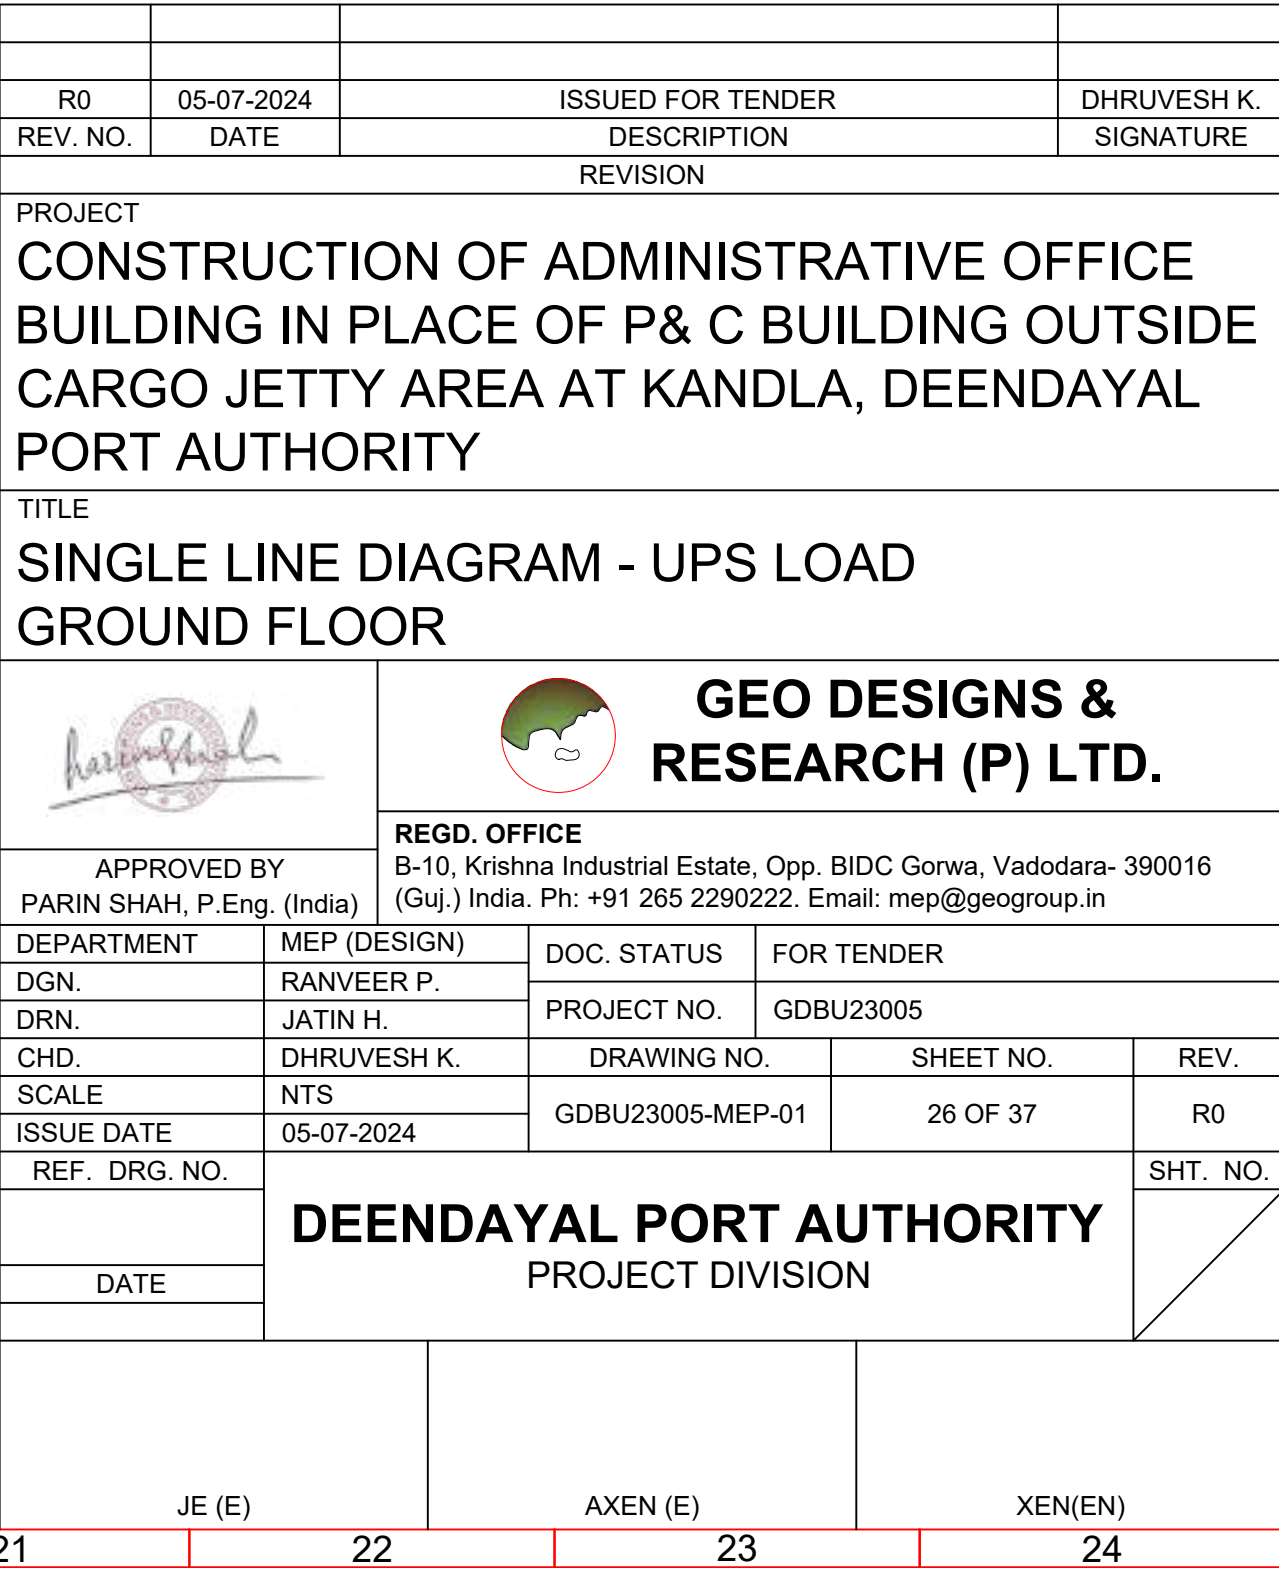 R0 05-07-2024 ISSUED FOR TENDER DHRUVESH K.
REV. NO. DATE DESCRIPTION SIGNATURE
REVISION
PROJECT
CONSTRUCTION OF ADMINISTRATIVE OFFICE
BUILDING IN PLACE OF P& C BUILDING OUTSIDE
CARGO JETTY AREA AT KANDLA, DEENDAYAL
PORT AUTHORITY
TITLE
SINGLE LINE DIAGRAM - UPS LOAD
GROUND FLOOR
GEO DESIGNS &
RESEARCH (P) LTD.
APPROVED BY
PARIN SHAH, P.Eng. (India)
REGD. OFFICE
B-10, Krishna Industrial Estate, Opp. BIDC Gorwa, Vadodara- 390016
(Guj.) India. Ph: +91 265 2290222. Email: mep@geogroup.in
DEPARTMENT MEP (DESIGN)
DOC. STATUS FOR TENDER
DGN. RANVEER P.
DRN. JATIN H.
PROJECT NO. GDBU23005
CHD. DHRUVESH K. DRAWING NO. SHEET NO. REV.
SCALE NTS
GDBU23005-MEP-01 26 OF 37 R0
ISSUE DATE 05-07-2024
REF. DRG. NO. SHT. NO.
DEENDAYAL PORT AUTHORITY
PROJECT DIVISION
DATE
JE (E) AXEN (E) XEN(EN)
21 22 23 24